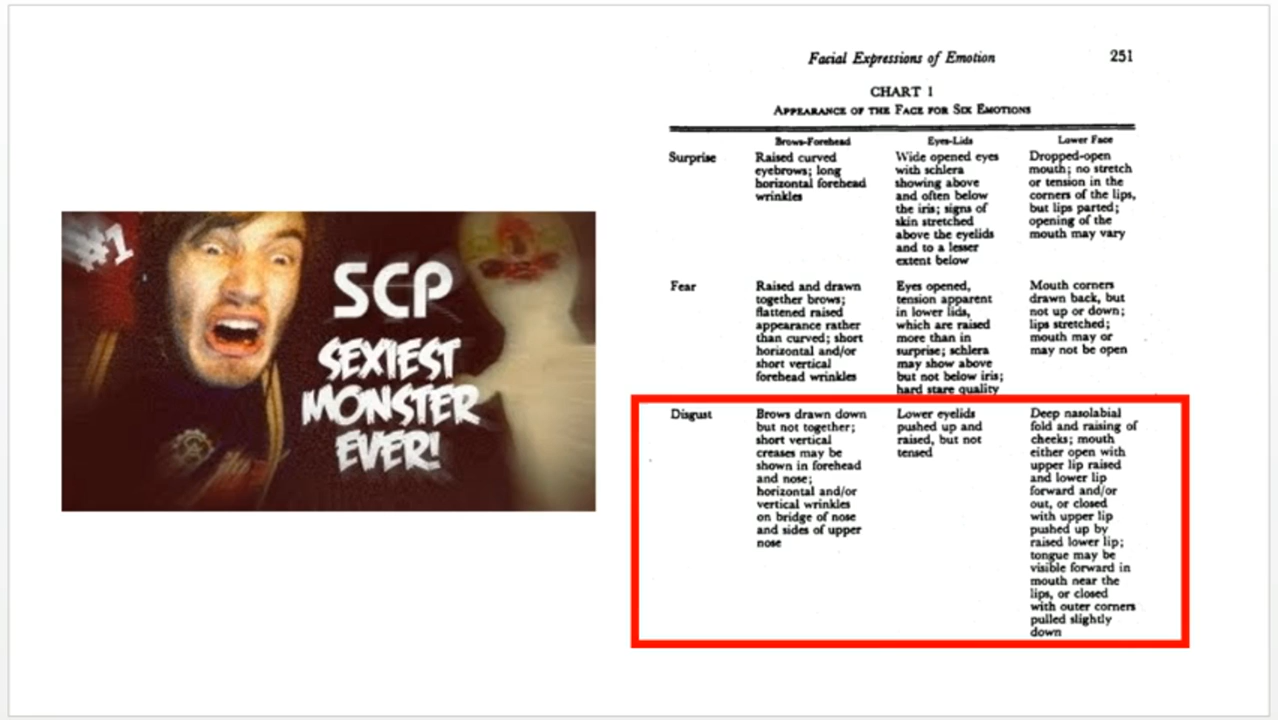 #1
SCP
SEXIEST
MONSTER
EVER!
Facial Expressions of Emotion 251
CHART 1
APPEARANCE OF THE FACE FOR SIX EMOTIONS
Brows-Forehead Eyes-Lids Lower Face
Surprise
Raised curved
eyebrows; long
horizontal forehead
wrinkles
Wide opened eyes
with schlera
showing above
and often below
the iris; signs of
skin stretched
above the eyelids
and to a lesser
extent below
Dropped-open
mouth; no stretch
or tension in the
corners of the lips,
but lips parted;
opening of the
mouth may vary
Fear
Raised and drawn
together brows;
flattened raised
appearance rather
than curved; short
horizontal and/or
short vertical
forehead wrinkles
Eyes opened,
tension apparent
in lower lids,
which are raised
more than in
surprise; schlera
may show above
but not below iris;
hard stare quality
Mouth corners
drawn back, but
not up or down;
lips stretched;
mouth may or
may not be open
Disgust
Brows drawn down
but not together;
short vertical
creases may be
shown in forehead
and nose;
horizontal and/or
vertical wrinkles
on bridge of nose
and sides of upper
nose
Lower eyelids
pushed up and
raised, but not
tensed
Deep nasolabial
fold and raising of
cheeks; mouth
either open with
upper lip raised
and lower lip
forward and/or
out, or closed
with upper lip
pushed up by
raised lower lip;
tongue may be
visible forward in
mouth near the
lips, or closed
with outer corners
pulled slightly
down